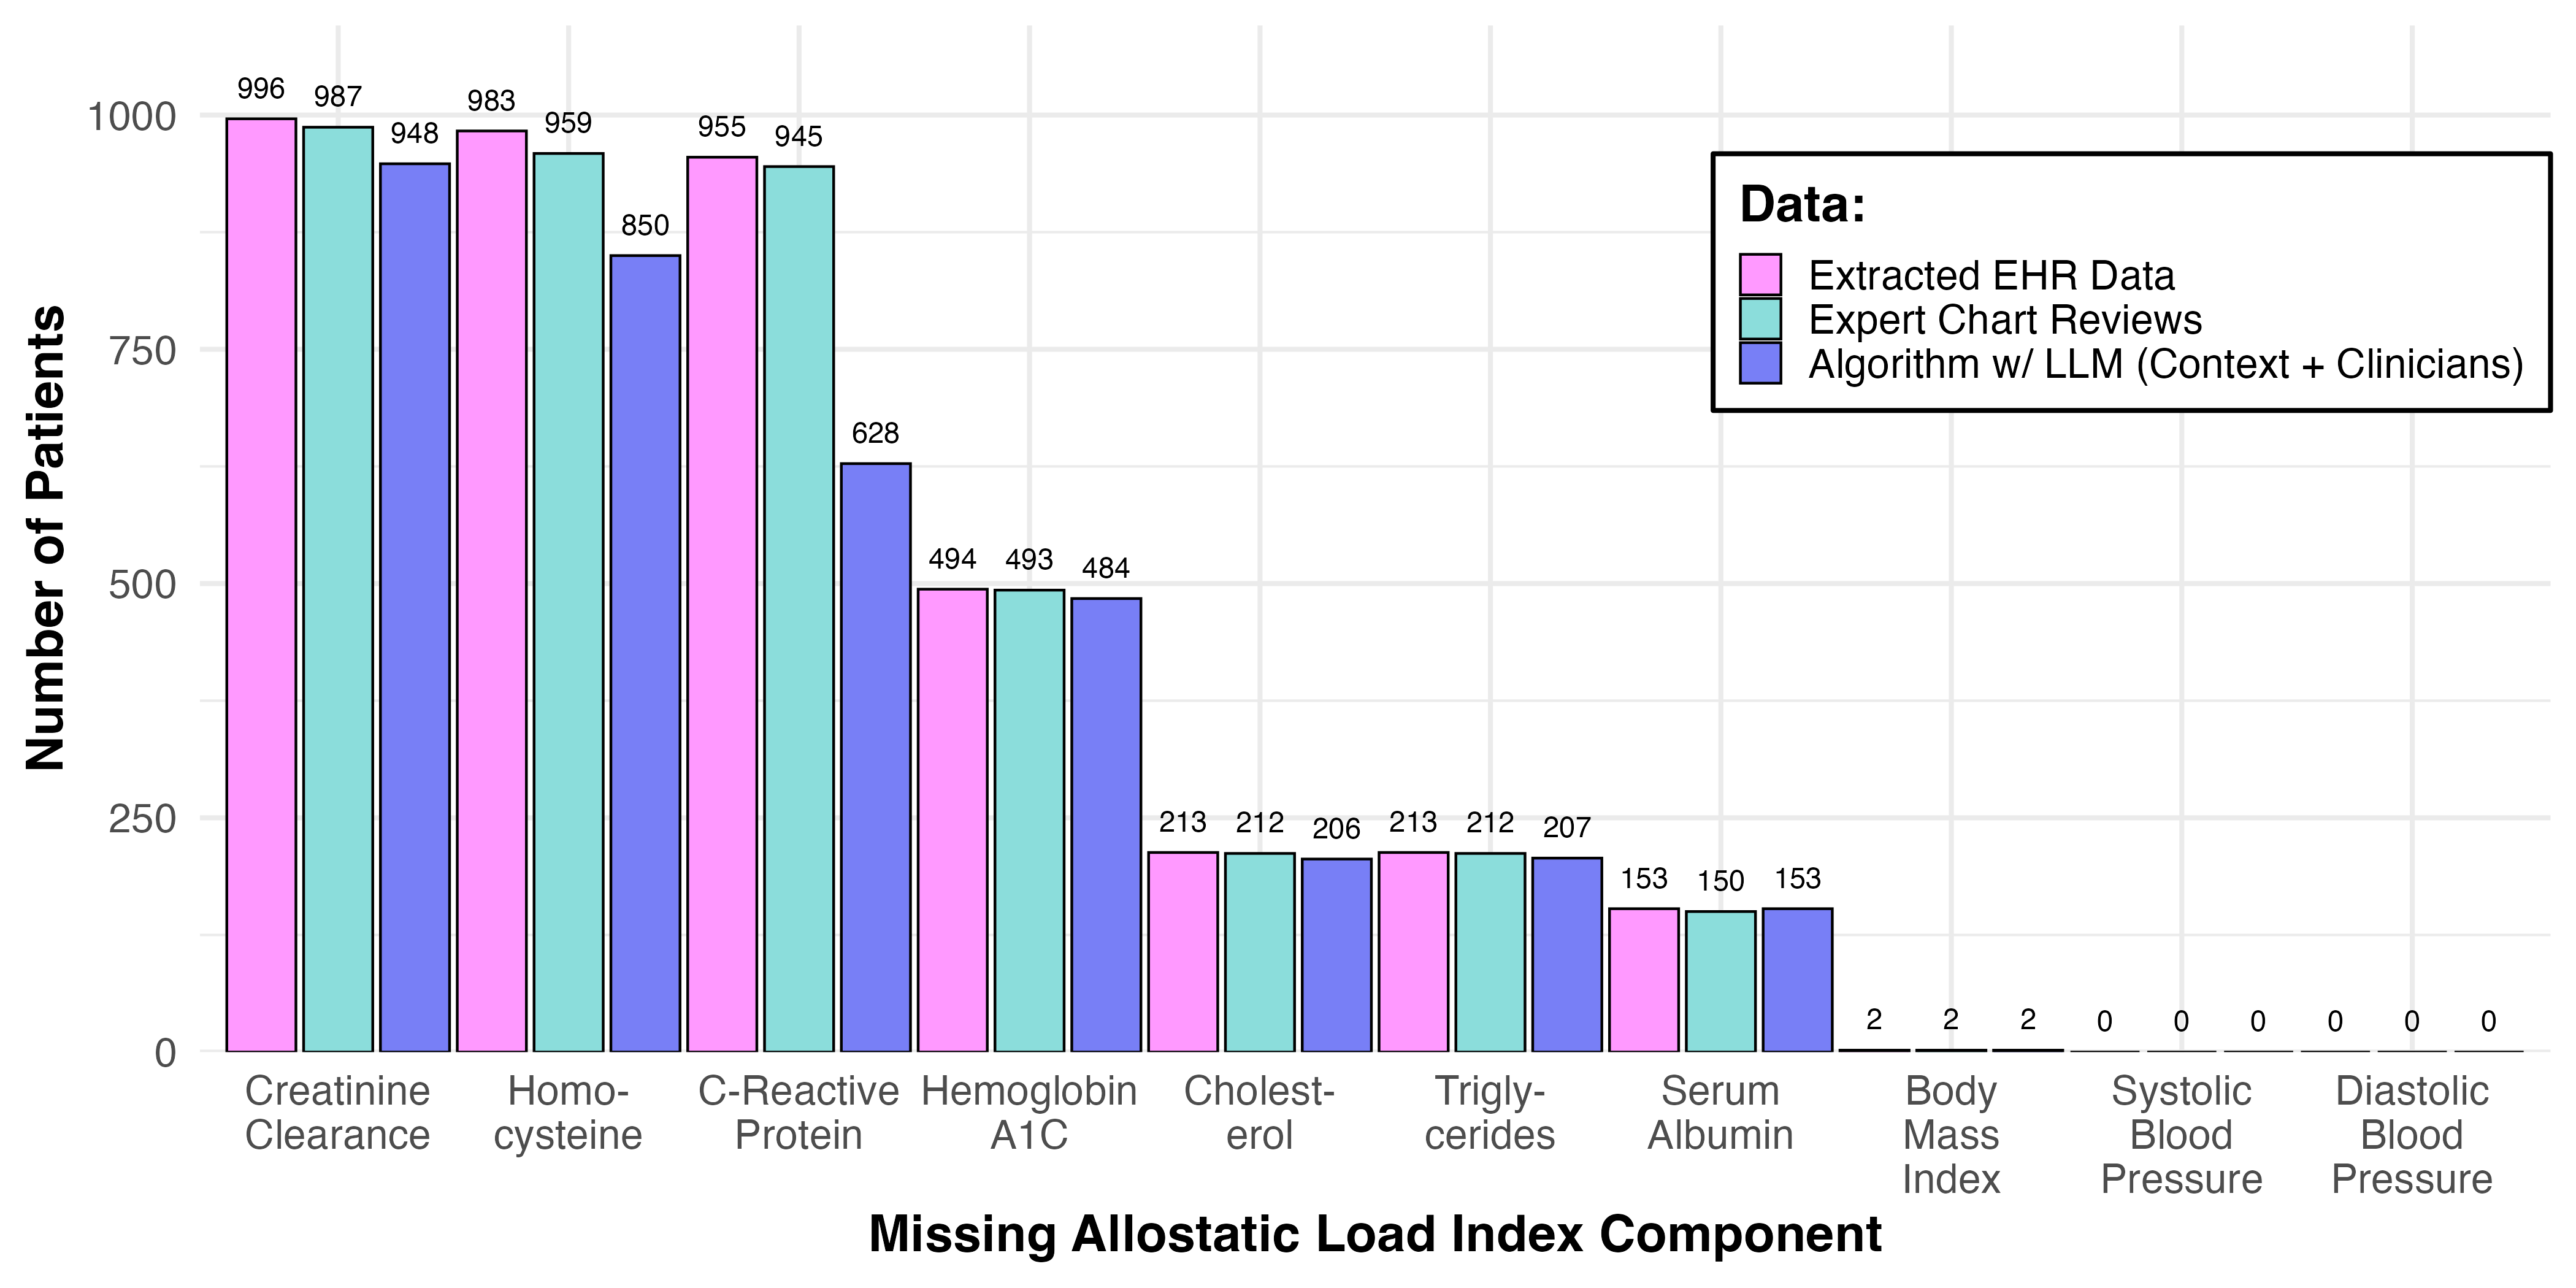 996
987
948
983
959
850
955
945
628
494
493
484
213
212
206
213
212
207
153
150
153
2
2
2
0
0
0
0
0
0
1000
750
500
250
0
Number of Patients
Data:
Extracted EHR Data
Expert Chart Reviews
Algorithm w/ LLM (Context + Clinicians)
Creatinine
Clearance
Homo-
cysteine
C-Reactive
Protein
Hemoglobin
A1C
Cholest-
erol
Trigly-
cerides
Serum
Albumin
Body
Mass
Index
Systolic
Blood
Pressure
Diastolic
Blood
Pressure
Missing Allostatic Load Index Component